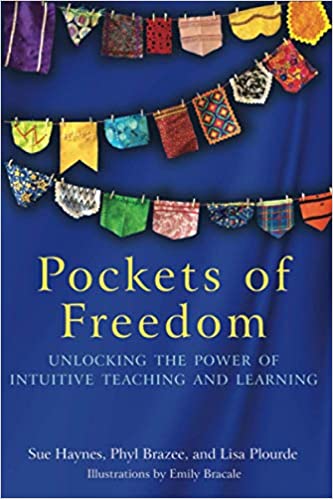 Pockets of
Freedom
UNLOCKING THE POWER OF
INTUITIVE TEACHING AND LEARNING
Sue Haynes, Phyl Brazee, and Lisa Plourde
Illustrations by Emily Bracale